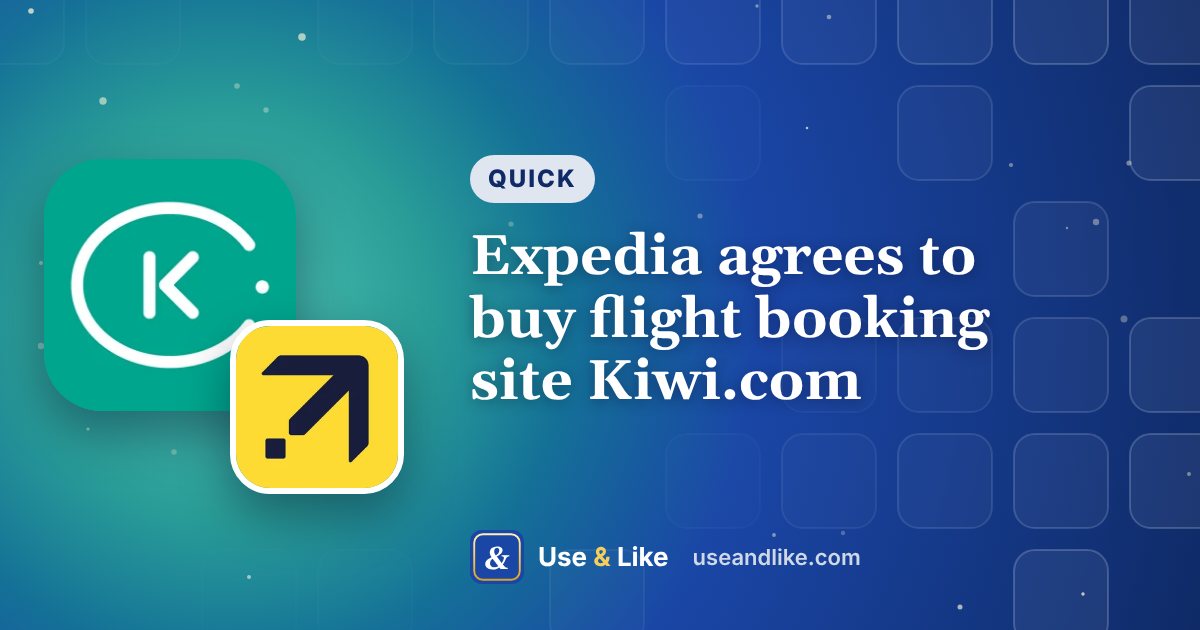 K
QUICK
Expedia agrees to
buy flight booking
site Kiwi.com
& Use & Like useandlike.com